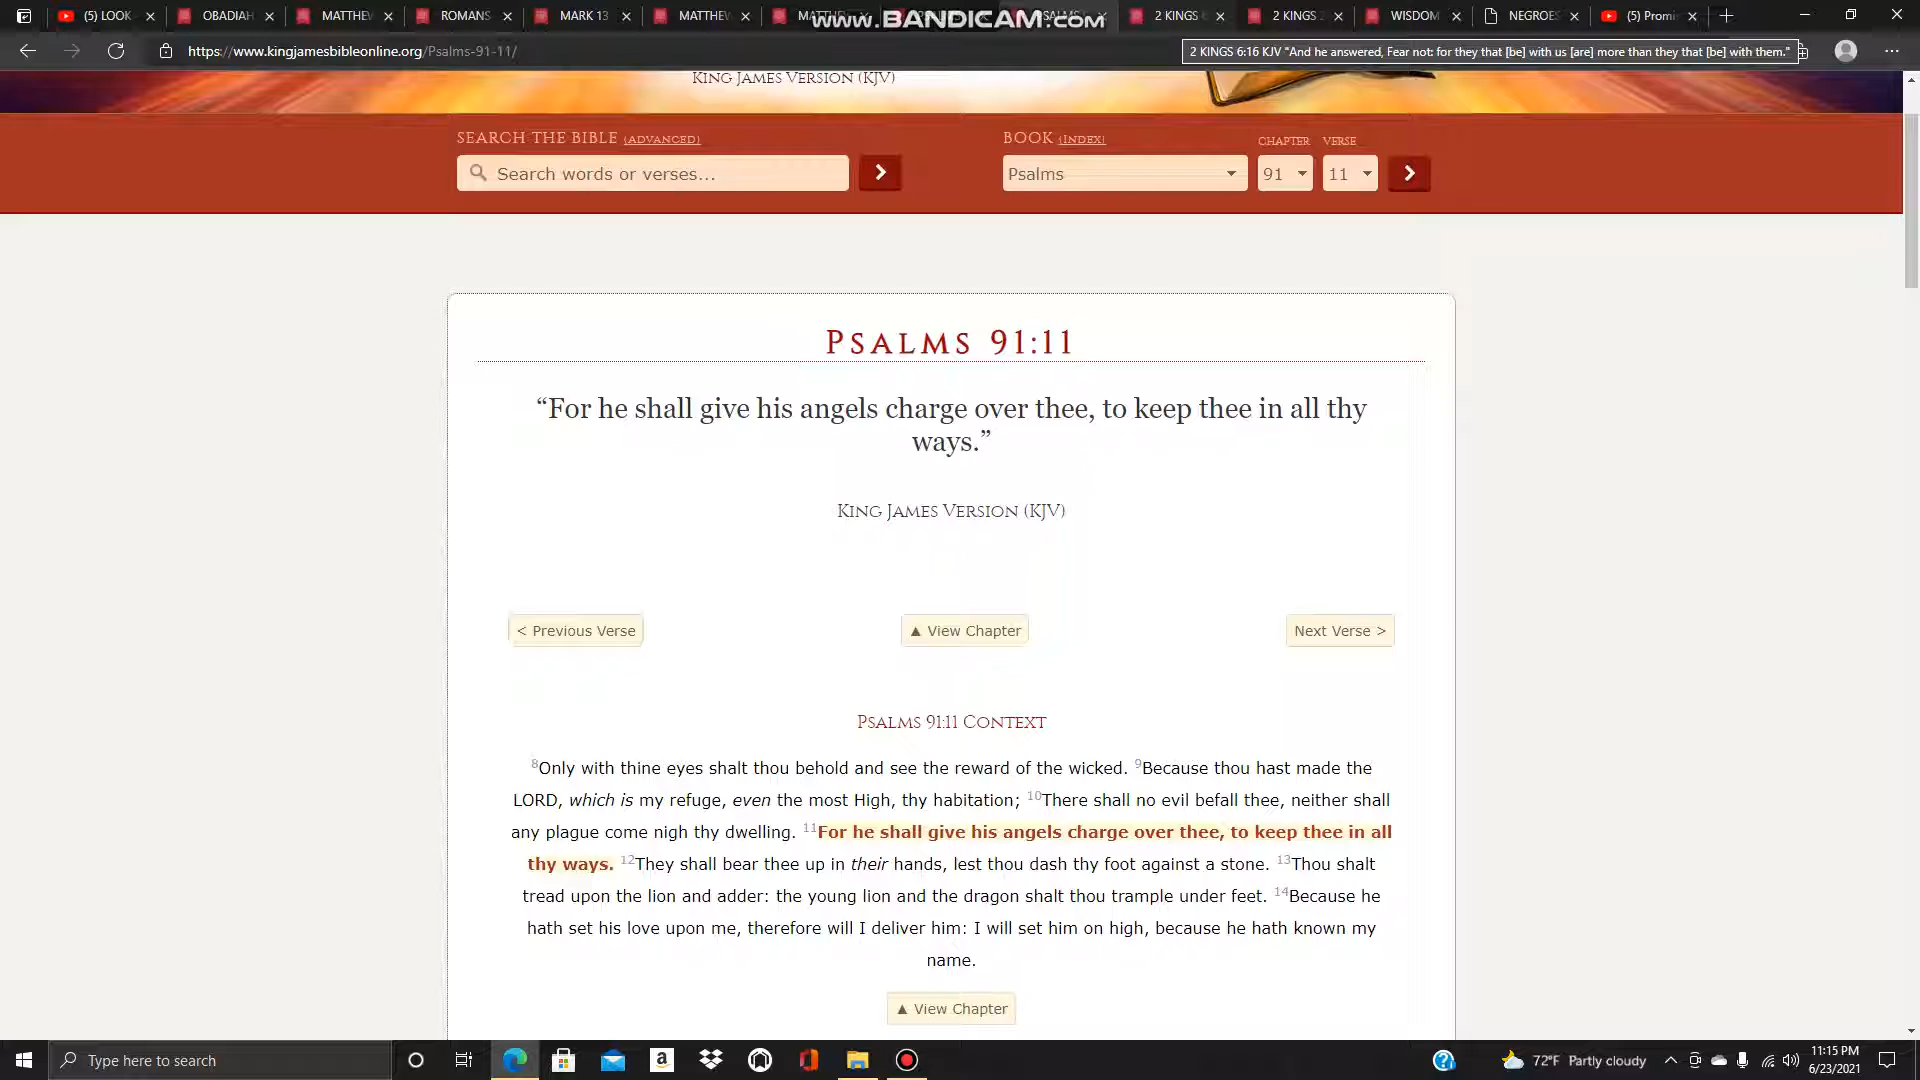 (5) LOOK
OBADIAH
MATTHEW
ROMANS
MARK 13
MATTHEW
www.BANDICAM.com
2 KINGS 6
2 KINGS 2
WISDOM
NEGROES
(5) Promi
https://www.kingjamesbibleonline.org/Psalms-91-11/
2 KINGS 6:16 KJV "And he answered, Fear not: for they that [be] with us [are] more than they that [be] with them."
King James Version (KJV)
Search the Bible (Advanced)
Book (Index)
Chapter
Verse
Search words or verses...
Psalms
91
11
Psalms 91:11
“For he shall give his angels charge over thee, to keep thee in all thy
ways.”
King James Version (KJV)
< Previous Verse
▲ View Chapter
Next Verse >
Psalms 91:11 Context
8Only with thine eyes shalt thou behold and see the reward of the wicked. 9Because thou hast made the
LORD, which is my refuge, even the most High, thy habitation; 10There shall no evil befall thee, neither shall
any plague come nigh thy dwelling. 11For he shall give his angels charge over thee, to keep thee in all
thy ways. 12They shall bear thee up in their hands, lest thou dash thy foot against a stone. 13Thou shalt
tread upon the lion and adder: the young lion and the dragon shalt thou trample under feet. 14Because he
hath set his love upon me, therefore will I deliver him: I will set him on high, because he hath known my
name.
▲ View Chapter
Type here to search
72°F Partly cloudy
11:15 PM
6/23/2021